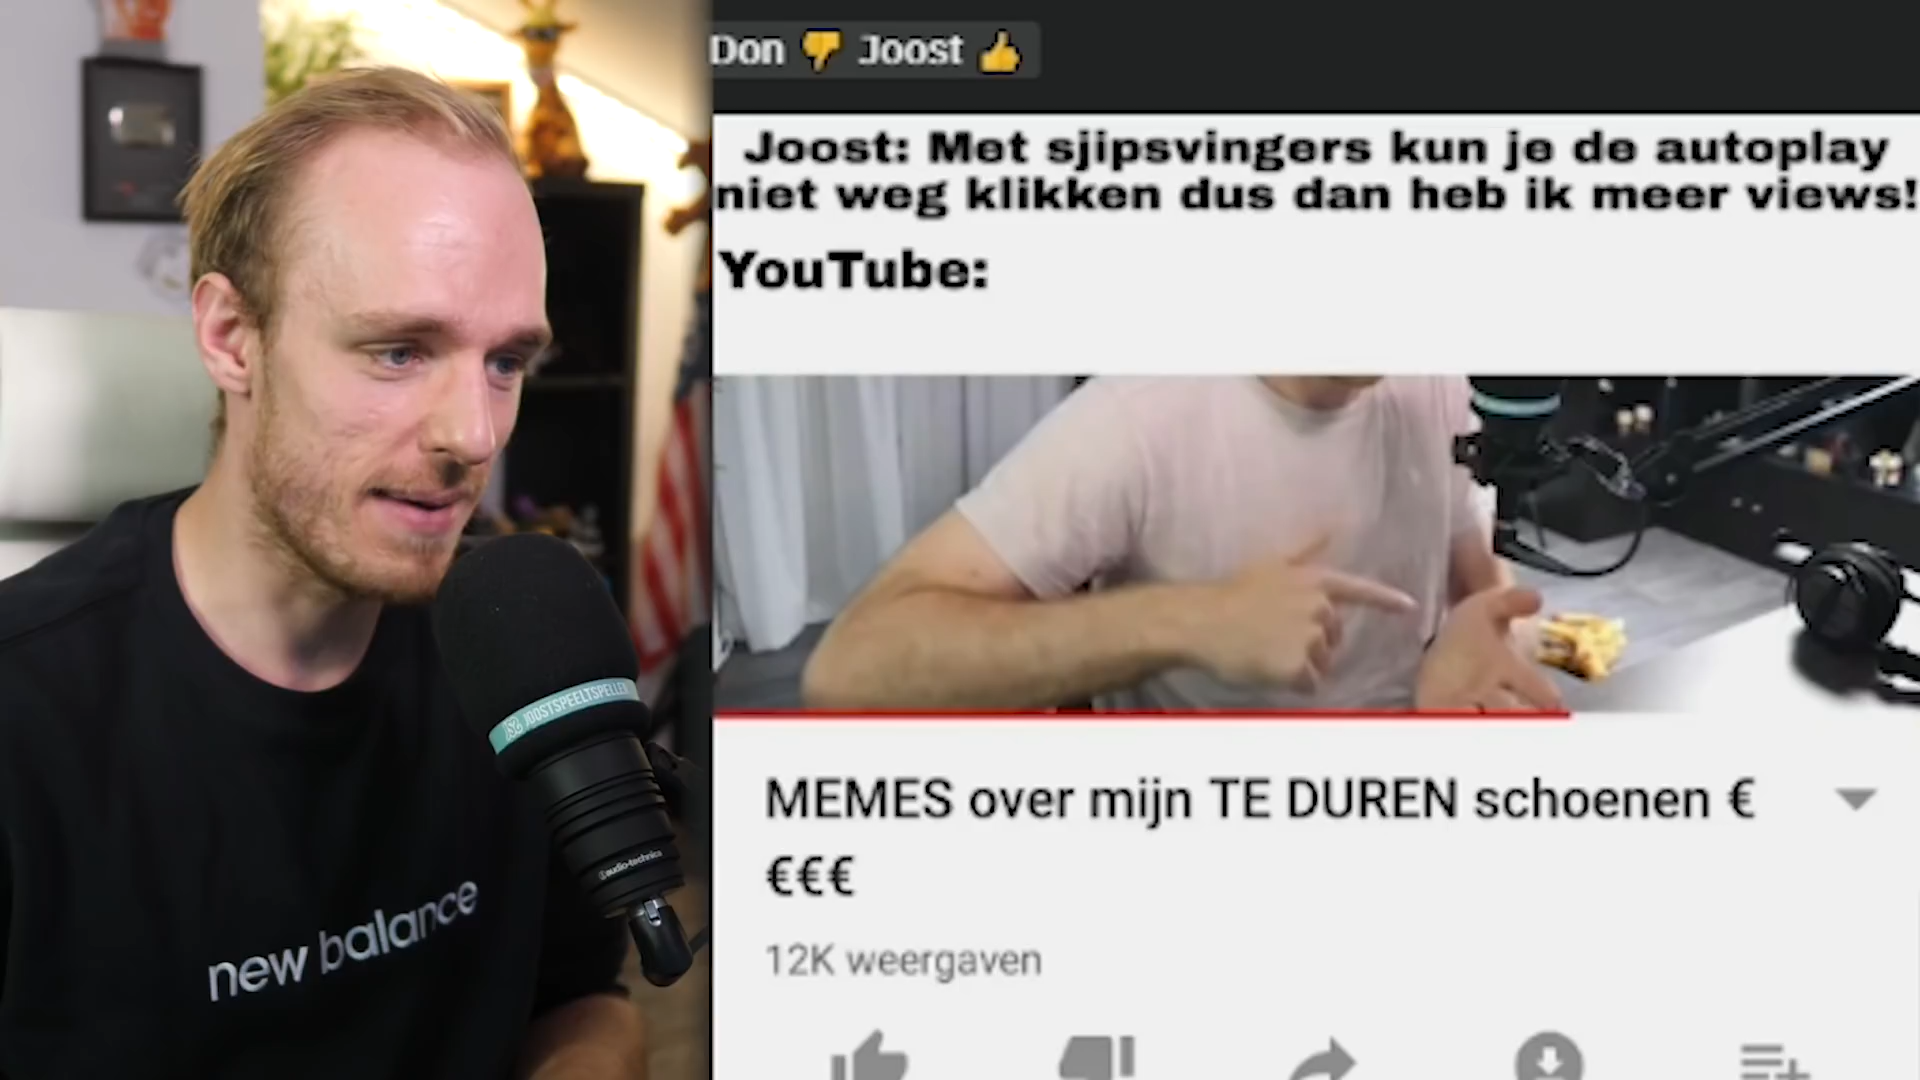 Don 👎 Joost 👍
Joost: Met sjipsvingers kun je de autoplay
niet weg klikken dus dan heb ik meer views!
YouTube:
JSG JOOSTSPEELTSPELLEN
audio-technica
new balance
MEMES over mijn TE DUREN schoenen €
€€€
12K weergaven